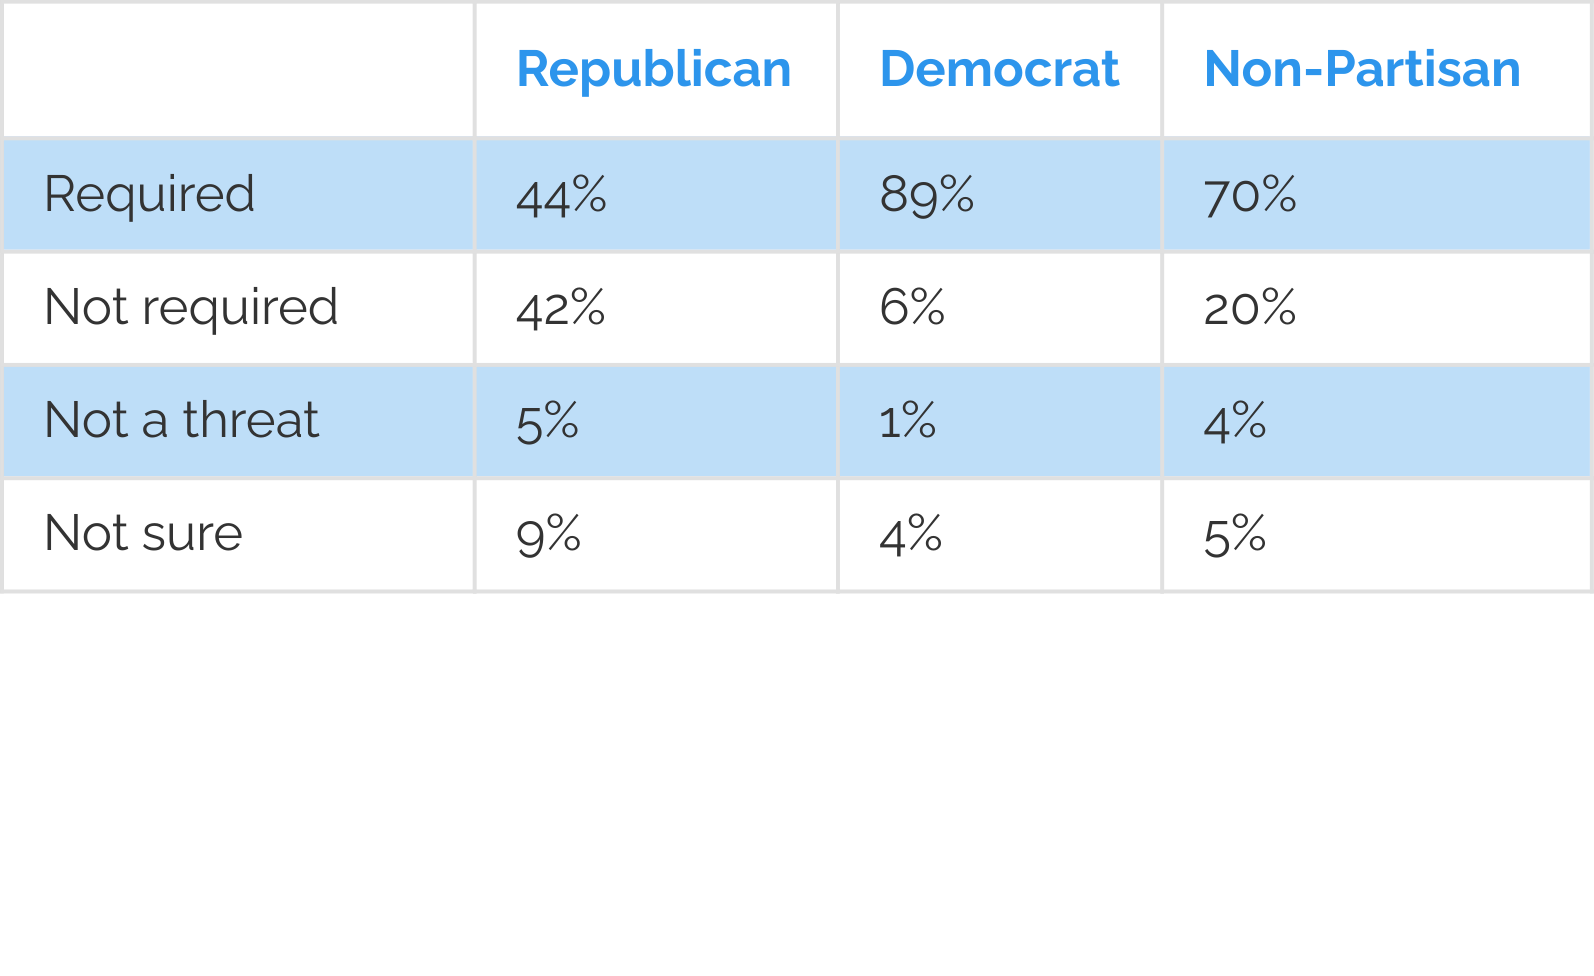 Republican Democrat Non-Partisan
Required 44% 89% 70%
Not required 42% 6% 20%
Not a threat 5% 1% 4%
Not sure 9% 4% 5%